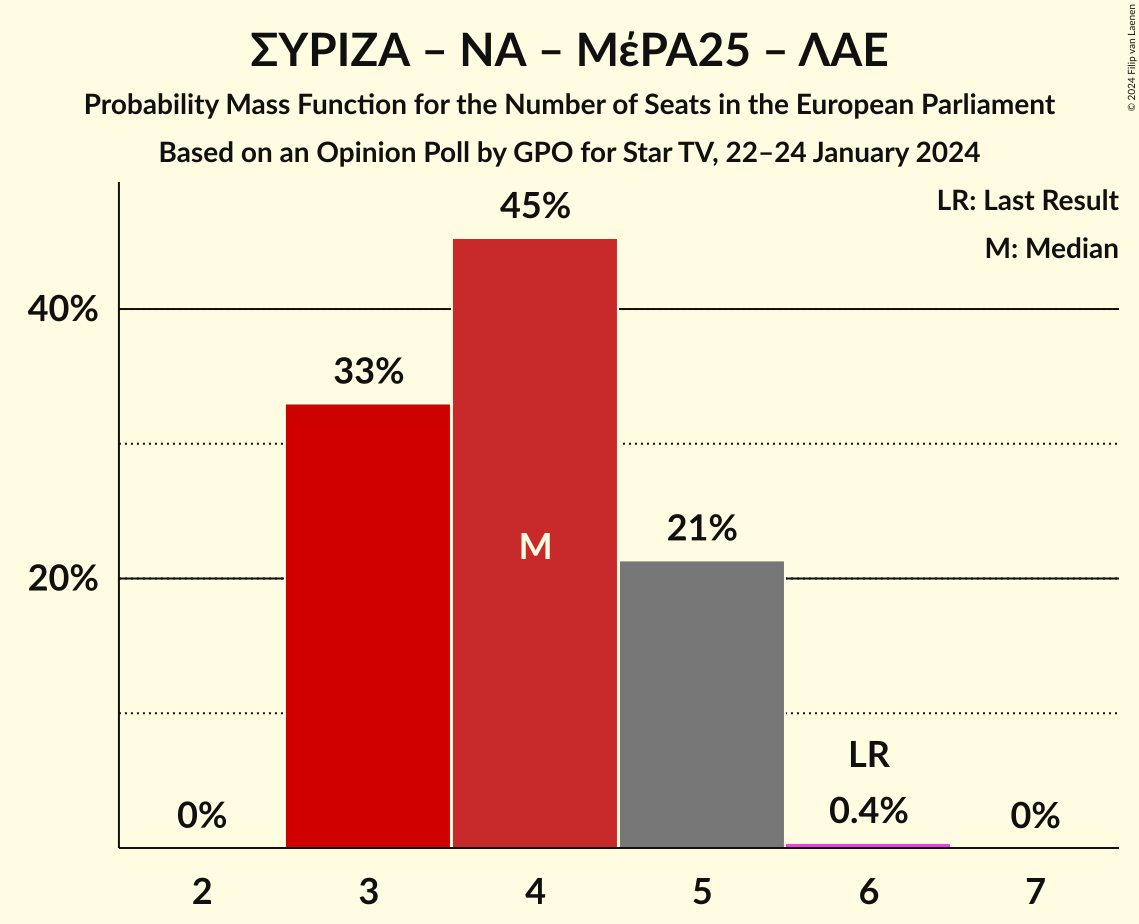 ΣΥΡΙΖΑ – ΝΑ – ΜέΡΑ25 – ΛΑΕ
Probability Mass Function for the Number of Seats in the European Parliament
Based on an Opinion Poll by GPO for Star TV, 22–24 January 2024
© 2024 Filip van Laenen
LR: Last Result
M: Median
45%
40%
33%
M
21%
20%
LR
0%
0.4%
0%
2 3 4 5 6 7